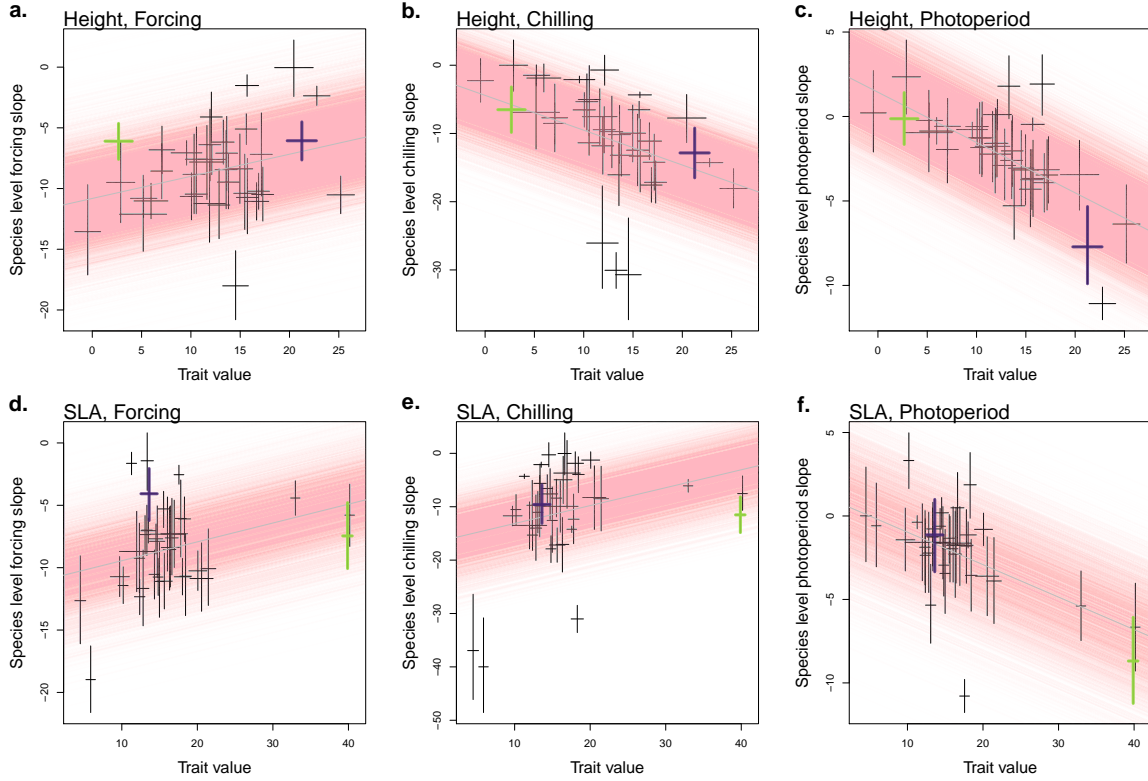 a.
Height, Forcing
Species level forcing slope
0
−5
−10
−15
−20
0 5 10 15 20 25
Trait value
b.
Height, Chilling
Species level chilling slope
0
−10
−20
−30
0 5 10 15 20 25
Trait value
c.
Height, Photoperiod
Species level photoperiod slope
5
0
−5
−10
0 5 10 15 20 25
Trait value
d.
SLA, Forcing
Species level forcing slope
0
−5
−10
−15
−20
10 20 30 40
Trait value
e.
SLA, Chilling
Species level chilling slope
0
−10
−20
−30
−40
−50
10 20 30 40
Trait value
f.
SLA, Photoperiod
Species level photoperiod slope
5
0
−5
−10
10 20 30 40
Trait value